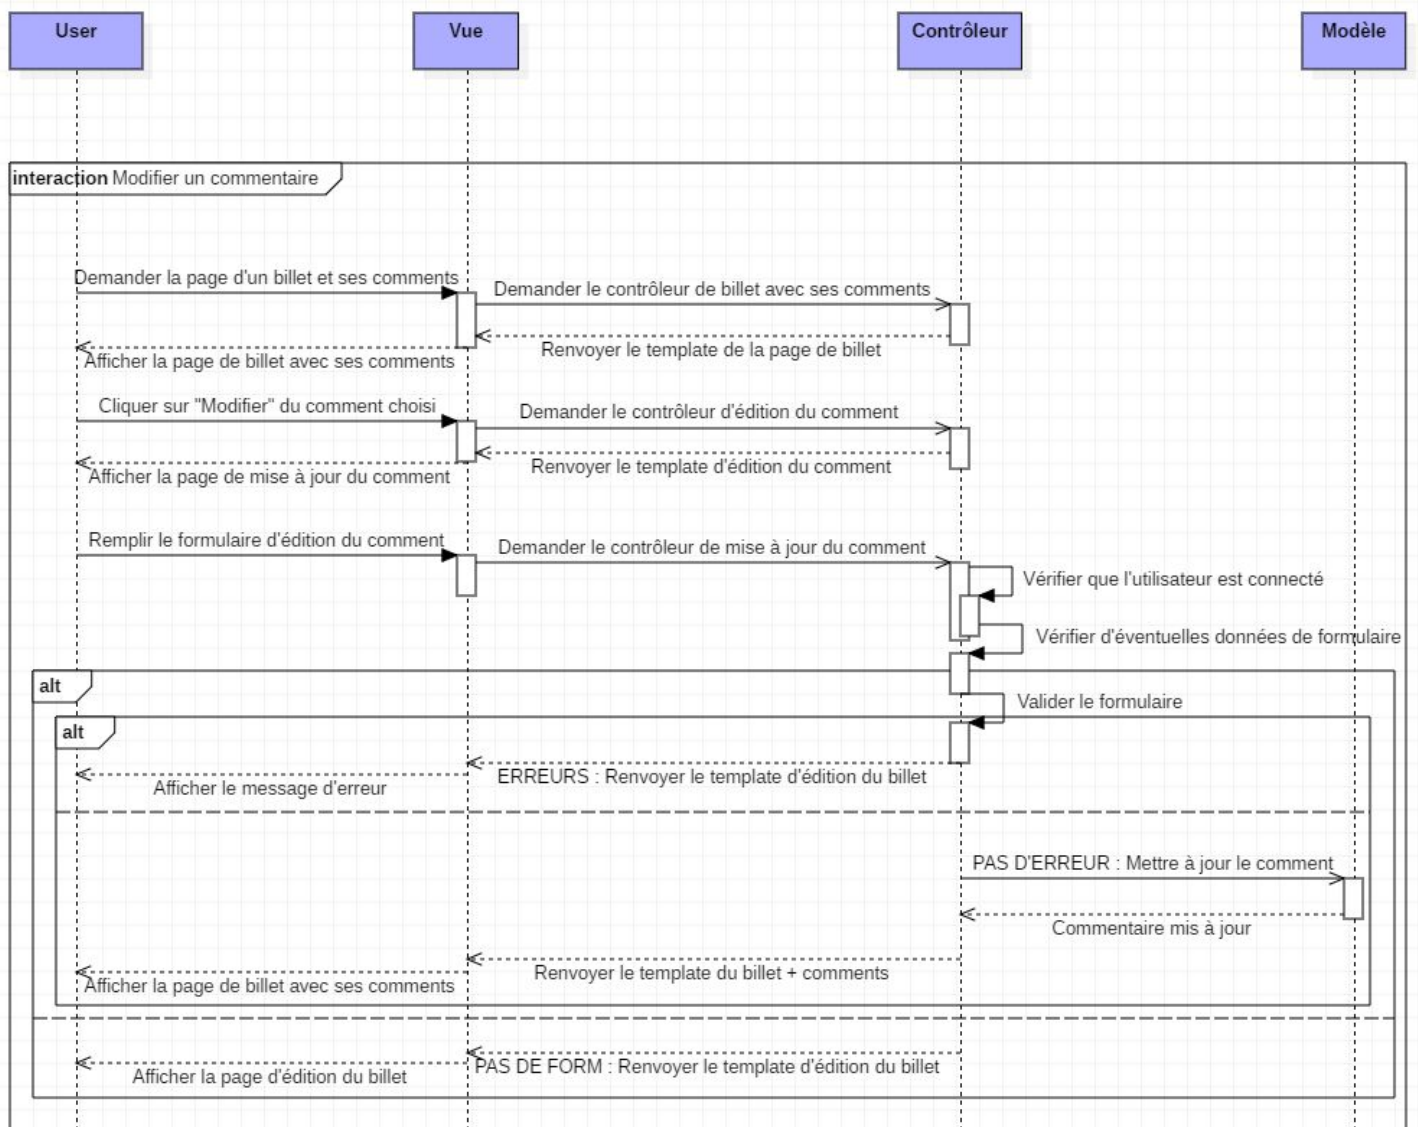 User
Vue
Contrôleur
Modèle
interaction Modifier un commentaire
Demander la page d'un billet et ses comments
Demander le contrôleur de billet avec ses comments
Renvoyer le template de la page de billet
Afficher la page de billet avec ses comments
Cliquer sur "Modifier" du comment choisi
Demander le contrôleur d'édition du comment
Renvoyer le template d'édition du comment
Afficher la page de mise à jour du comment
Remplir le formulaire d'édition du comment
Demander le contrôleur de mise à jour du comment
Vérifier que l'utilisateur est connecté
Vérifier d'éventuelles données de formulaire
alt
Valider le formulaire
alt
ERREURS : Renvoyer le template d'édition du billet
Afficher le message d'erreur
PAS D'ERREUR : Mettre à jour le comment
Commentaire mis à jour
Renvoyer le template du billet + comments
Afficher la page de billet avec ses comments
PAS DE FORM : Renvoyer le template d'édition du billet
Afficher la page d'édition du billet